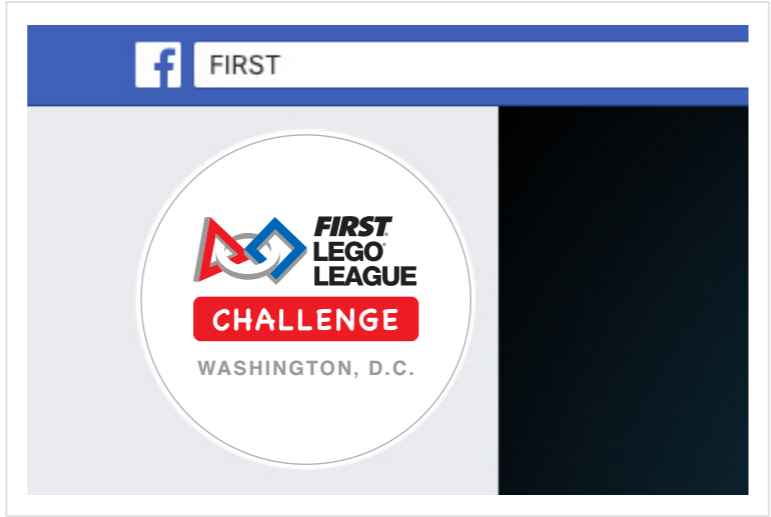 f
FIRST
FIRST
LEGO
LEAGUE
CHALLENGE
WASHINGTON, D.C.